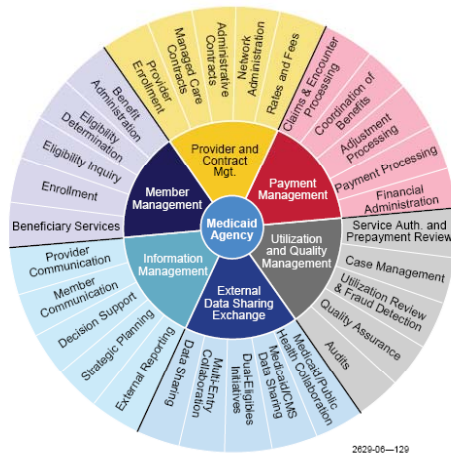 Provider
Enrollment
Managed Care
Contracts
Administrative
Contracts
Network
Administration
Rates and Fees
Claims & Encounter
Processing
Coordination of
Benefits
Adjustment
Processing
Payment Processing
Financial
Administration
Service Auth. and
Prepayment Review
Case Management
Utilization Review
& Fraud Detection
Quality Assurance
Audits
Medicaid/Public
Health Collaboration
Medicaid/CMS
Data Sharing
Dual-Eligibles
Initiatives
Multi-Entry
Collaboration
Data Sharing
External Reporting
Strategic Planning
Decision Support
Member
Communication
Provider
Communication
Beneficiary Services
Enrollment
Eligibility Inquiry
Eligibility
Determination
Benefit
Administration
Provider and
Contract
Mgt.
Payment
Management
Utilization
and Quality
Management
External
Data Sharing
Exchange
Information
Management
Member
Management
Medicaid
Agency
2629-06—129